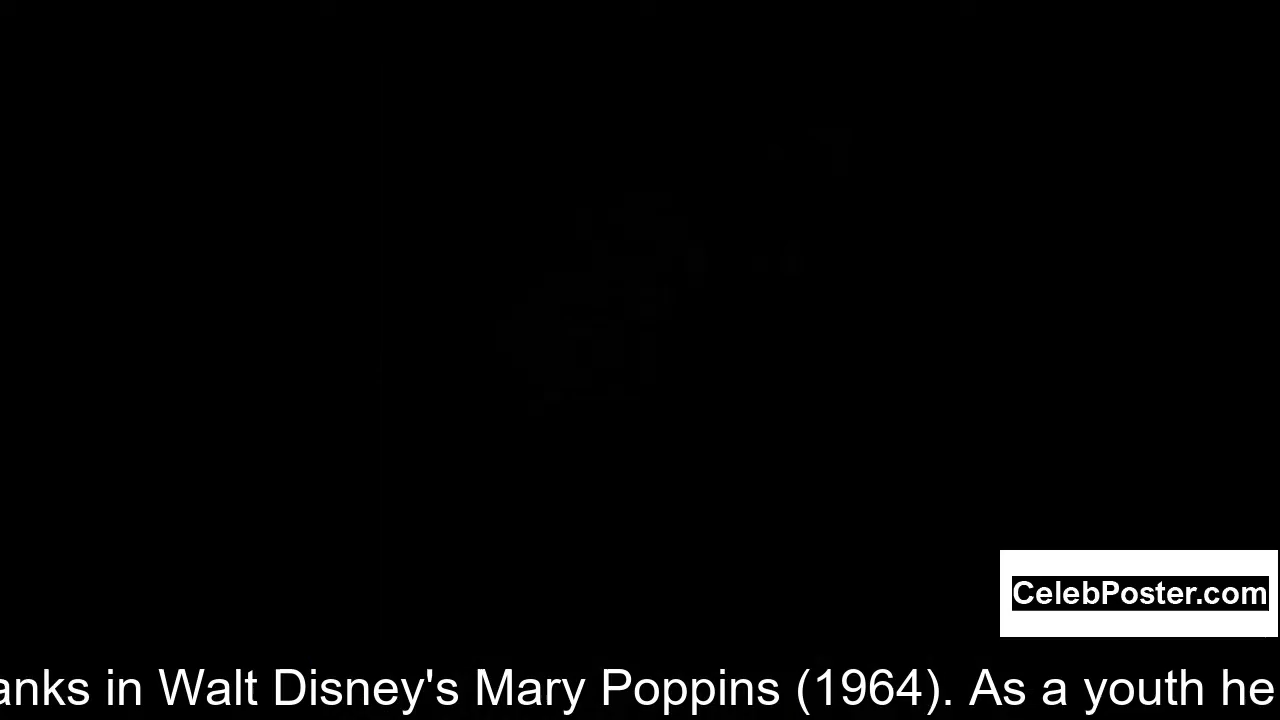 CelebPoster.com
anks in Walt Disney's Mary Poppins (1964). As a youth he